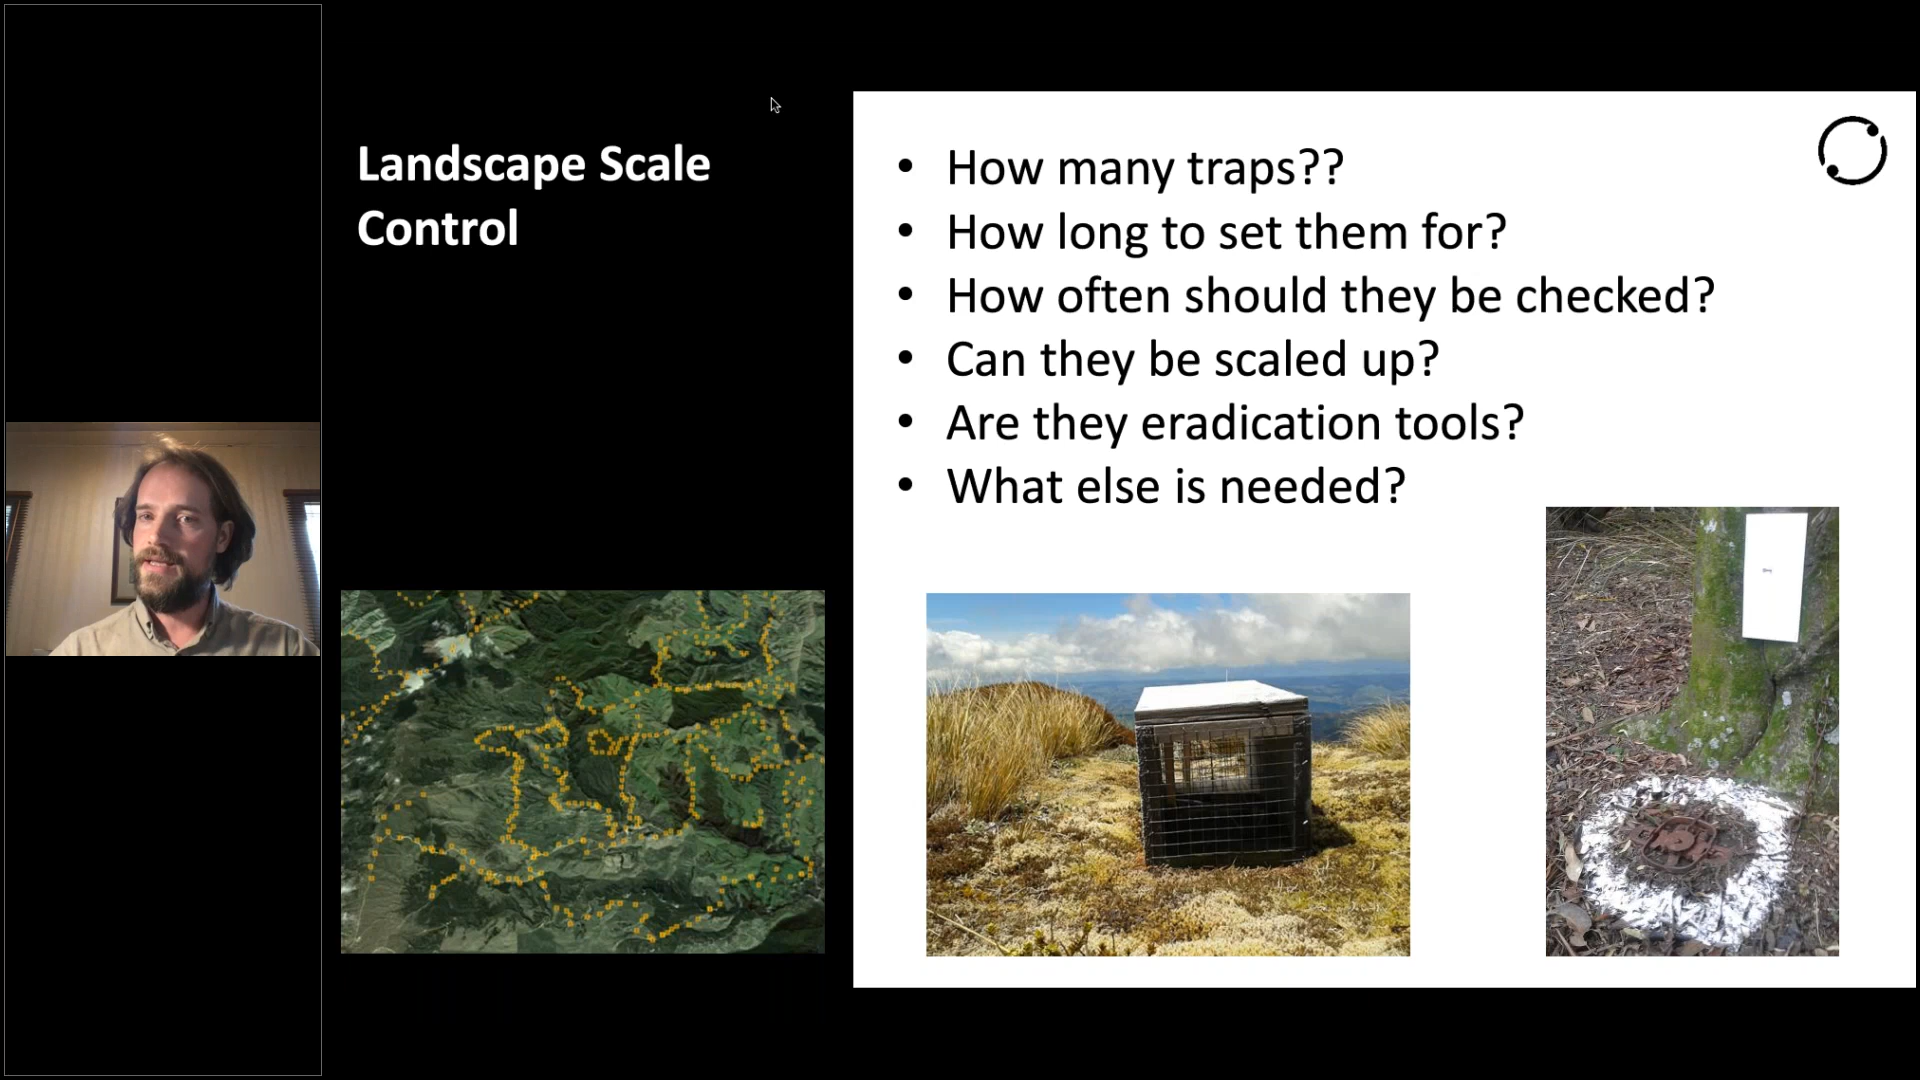 Landscape Scale
Control
• How many traps??
• How long to set them for?
• How often should they be checked?
• Can they be scaled up?
• Are they eradication tools?
• What else is needed?